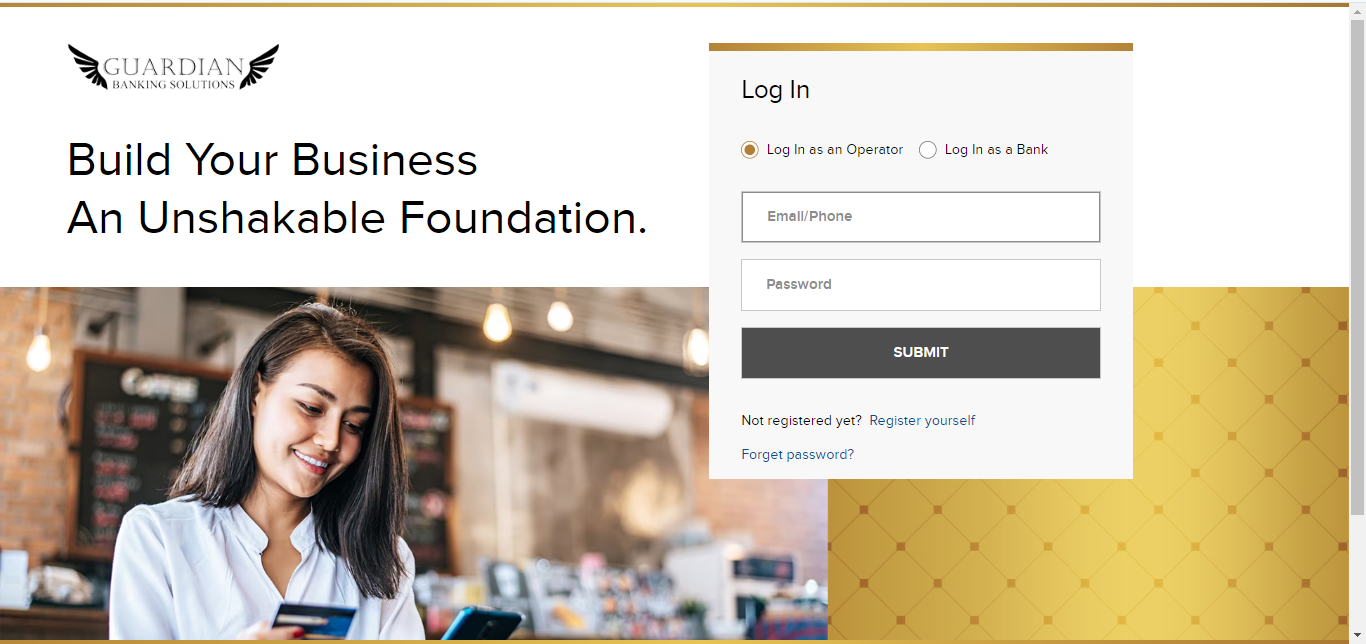 GUARDIAN
BANKING SOLUTIONS
Build Your Business
An Unshakable Foundation.
Log In
Log In as an Operator
Log In as a Bank
Email/Phone
Password
SUBMIT
Not registered yet? Register yourself
Forget password?
COFFEE